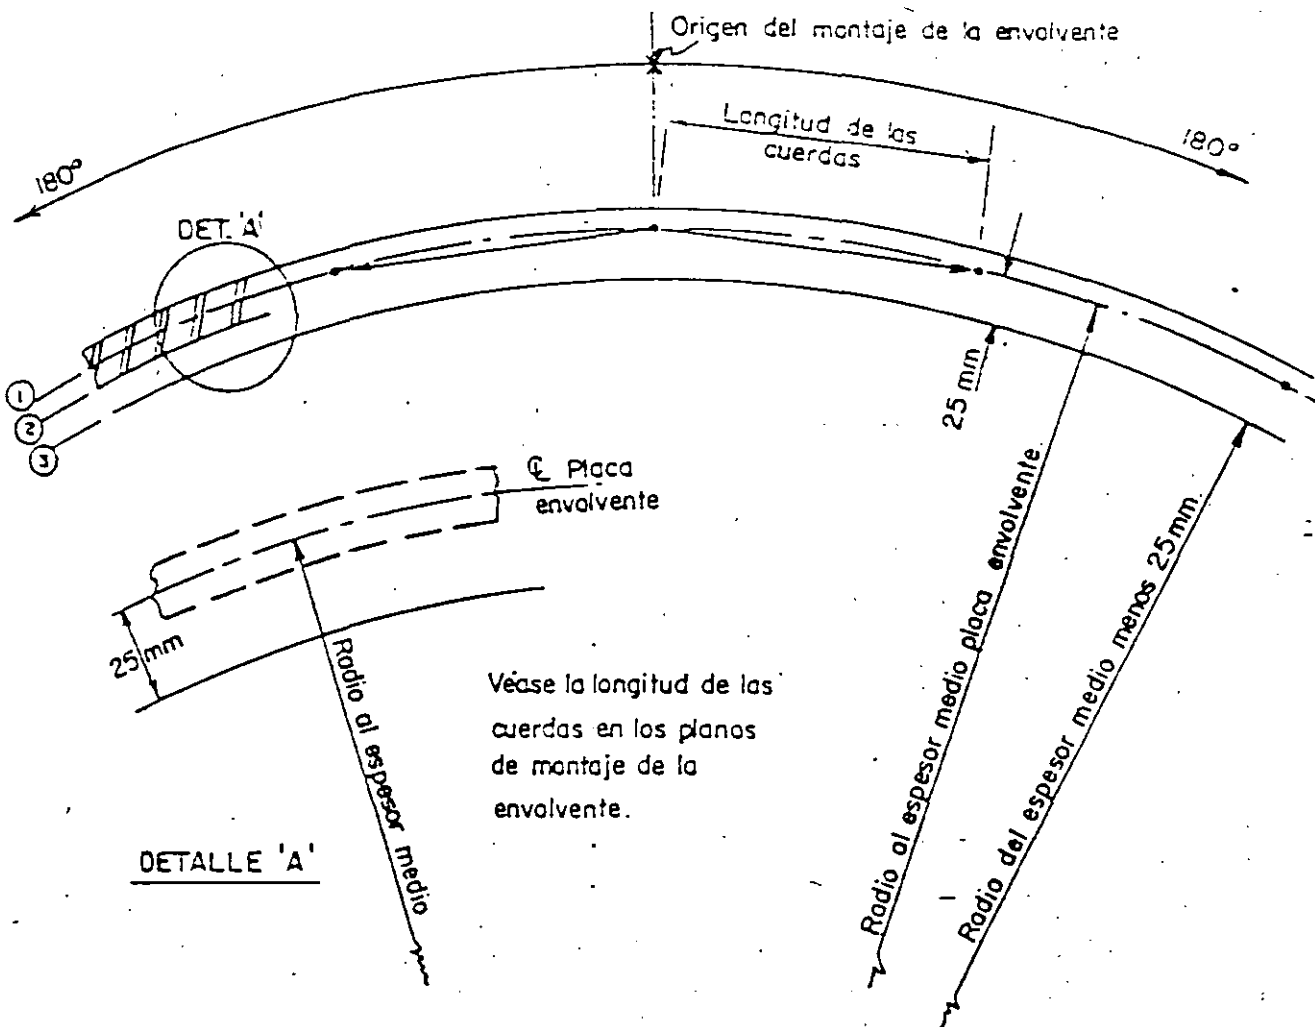 Origen del montaje de la envolvente
Longitud de las
cuerdas
180°
180°
DET. 'A'
1
2
3
25 mm
℄ Placa
envolvente
25 mm
Radio al espesor medio
Radio al espesor medio placa envolvente
Radio del espesor medio menos 25 mm
Véase la longitud de las
cuerdas en los planos
de montaje de la
envolvente.
DETALLE 'A'